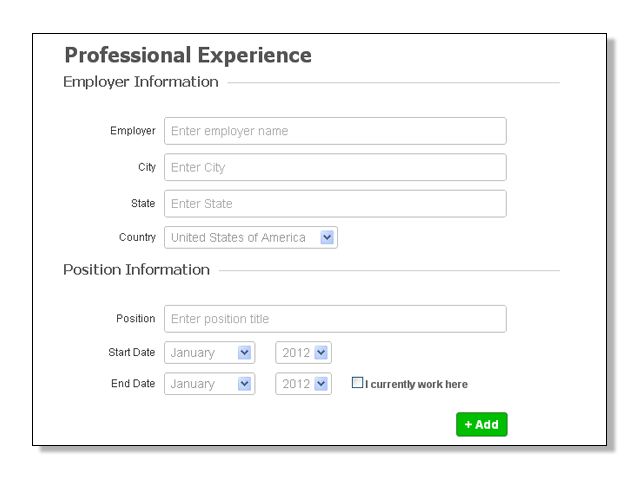 Professional Experience
Employer Information
Employer Enter employer name
City Enter City
State Enter State
Country United States of America
Position Information
Position Enter position title
Start Date January 2012
End Date January 2012 I currently work here
+ Add